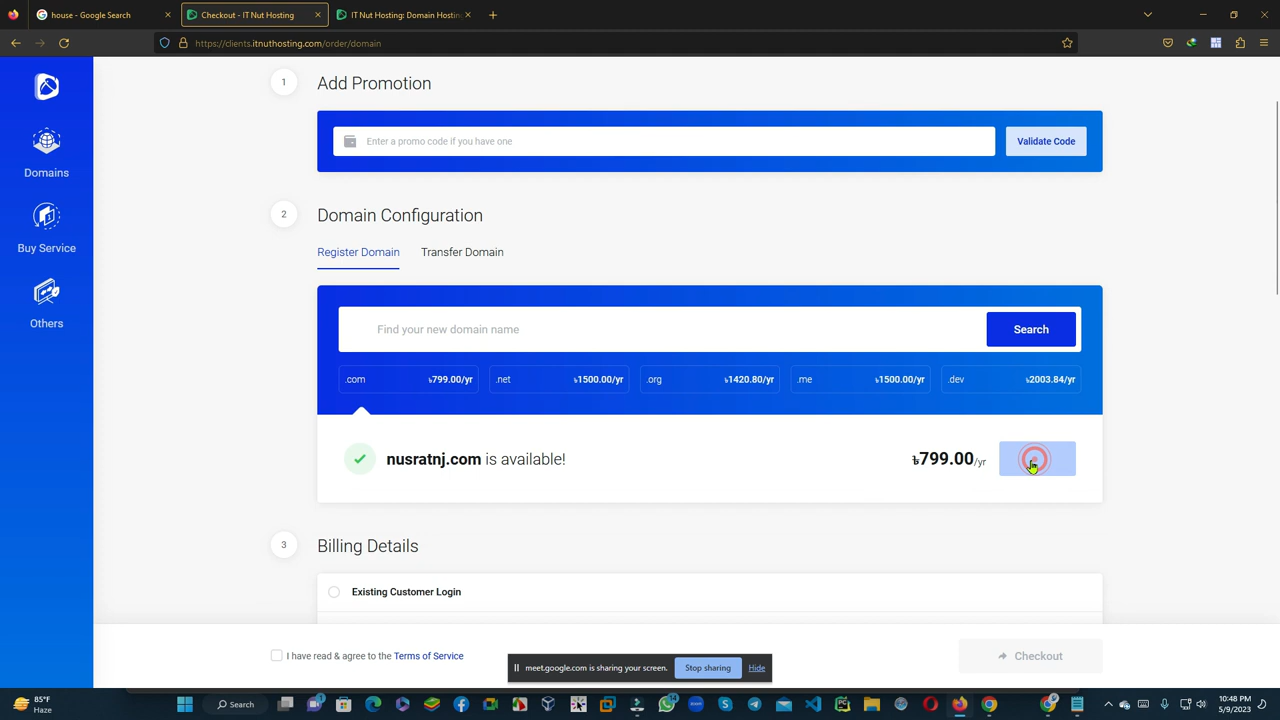 house - Google Search
Checkout - IT Nut Hosting
IT Nut Hosting: Domain Hosting
https://clients.itnuthosting.com/order/domain
1
Add Promotion
Enter a promo code if you have one
Validate Code
Domains
2
Domain Configuration
Buy Service
Register Domain
Transfer Domain
Others
Find your new domain name
Search
.com ৳799.00/yr
.net ৳1500.00/yr
.org ৳1420.80/yr
.me ৳1500.00/yr
.dev ৳2003.84/yr
nusratnj.com is available!
৳799.00/yr
3
Billing Details
Existing Customer Login
I have read & agree to the Terms of Service
Checkout
meet.google.com is sharing your screen.
Stop sharing
Hide
85°F
Haze
Search
10:48 PM
5/9/2023